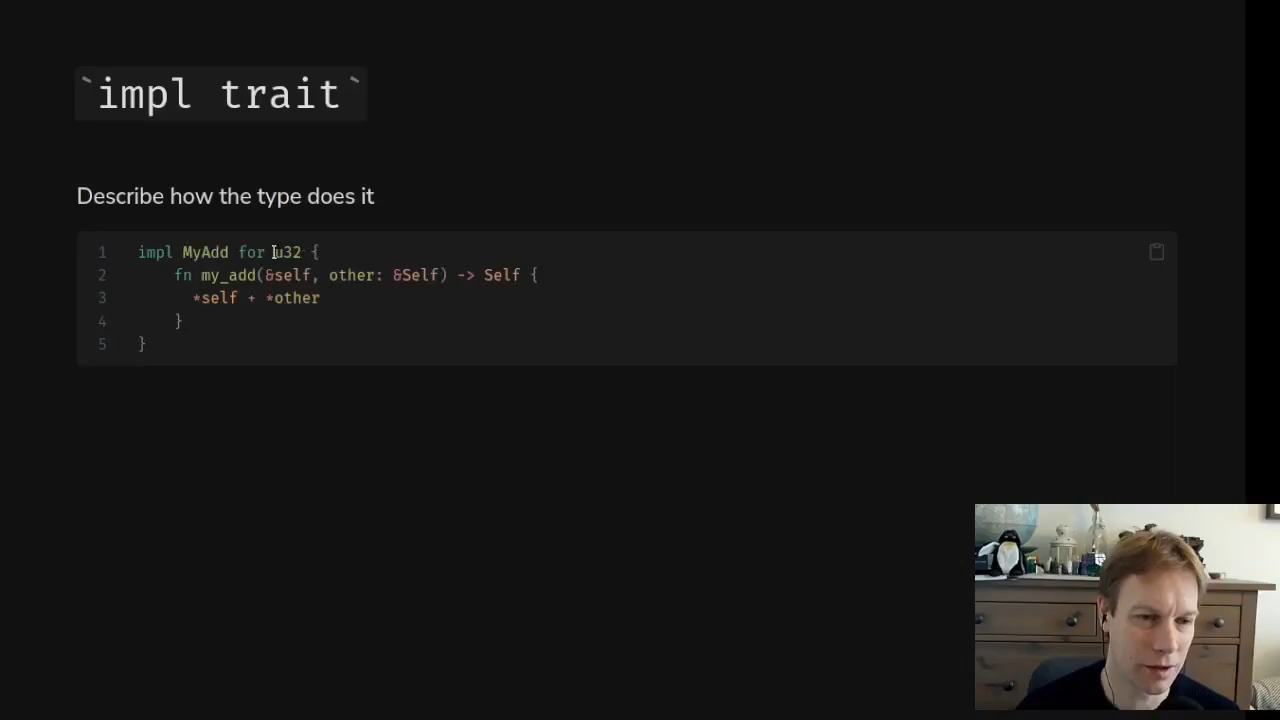 `impl trait`
Describe how the type does it
1 impl MyAdd for u32 {
2 fn my_add(&self, other: &Self) -> Self {
3 *self + *other
4 }
5 }